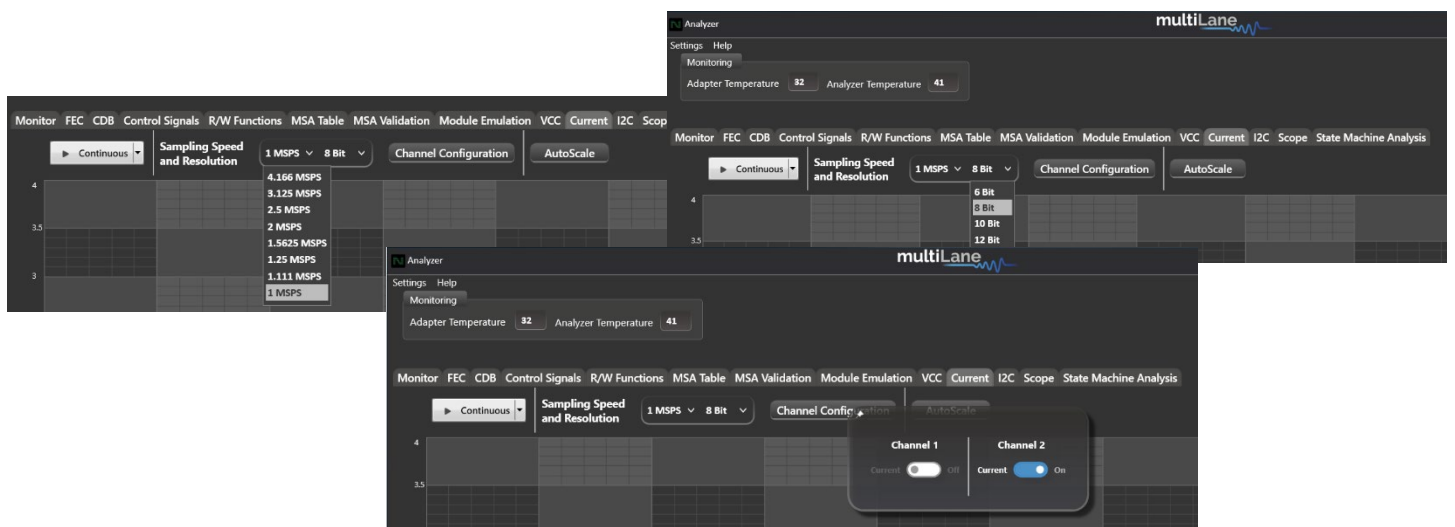 Monitor FEC CDB Control Signals R/W Functions MSA Table MSA Validation Module Emulation VCC Current I2C Scop
Continuous
Sampling Speed
and Resolution
1 MSPS 8 Bit
Channel Configuration
AutoScale
4.166 MSPS
3.125 MSPS
2.5 MSPS
2 MSPS
1.5625 MSPS
1.25 MSPS
1.111 MSPS
1 MSPS
4
3.5
3
Analyzer
multiLane
Settings Help
Monitoring
Adapter Temperature 32 Analyzer Temperature 41
Monitor FEC CDB Control Signals R/W Functions MSA Table MSA Validation Module Emulation VCC Current I2C Scope State Machine Analysis
Continuous
Sampling Speed
and Resolution
1 MSPS 8 Bit
Channel Configuration
AutoScale
6 Bit
8 Bit
10 Bit
12 Bit
4
3.5
Analyzer
multiLane
Settings Help
Monitoring
Adapter Temperature 32 Analyzer Temperature 41
Monitor FEC CDB Control Signals R/W Functions MSA Table MSA Validation Module Emulation VCC Current I2C Scope State Machine Analysis
Continuous
Sampling Speed
and Resolution
1 MSPS 8 Bit
Channel Configuration
AutoScale
Channel 1 Channel 2
Current Off Current On
4
3.5